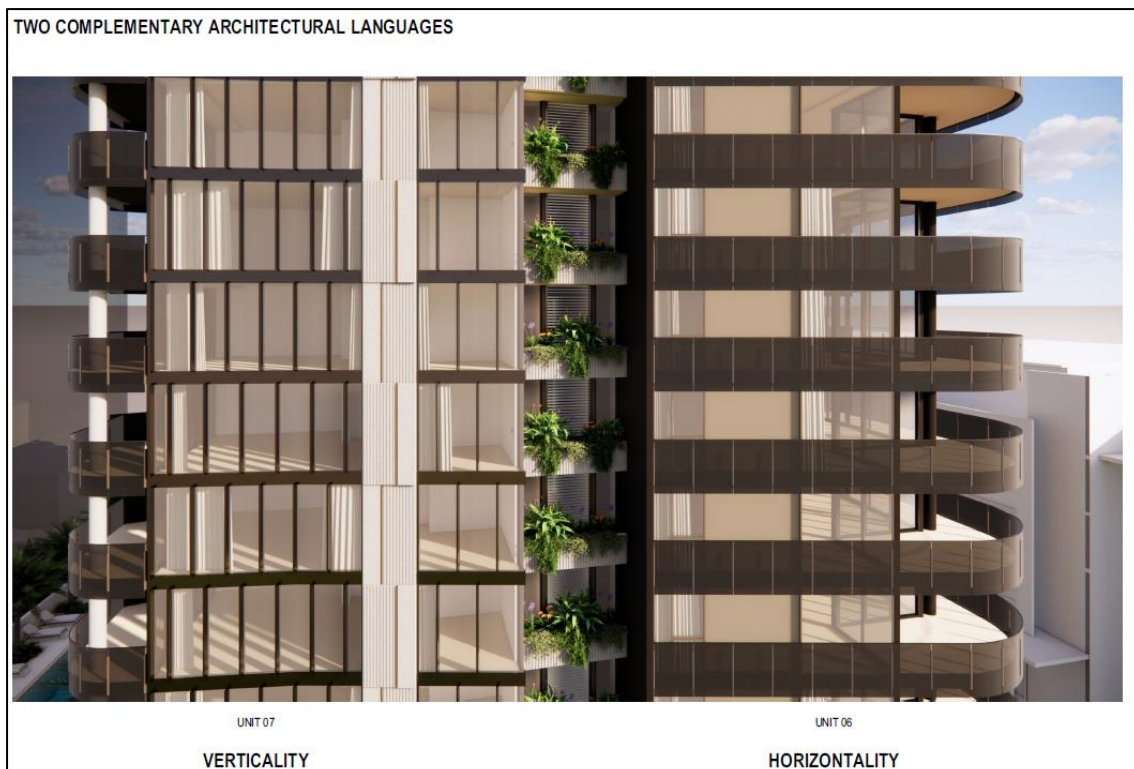 TWO COMPLEMENTARY ARCHITECTURAL LANGUAGES
UNIT 07
UNIT 06
VERTICALITY
HORIZONTALITY